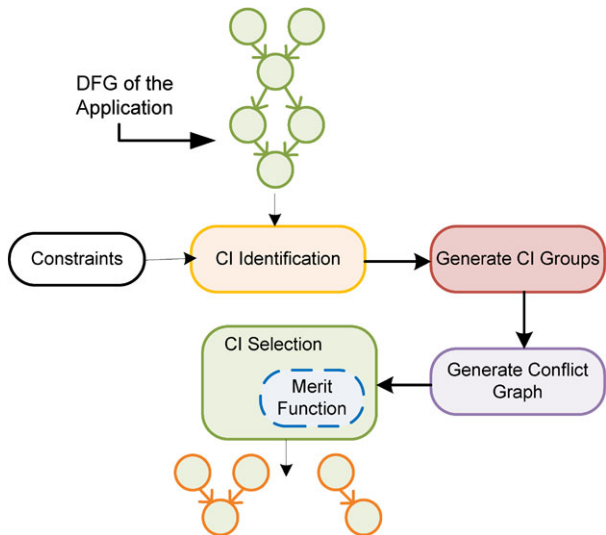 DFG of the
Application
Constraints
CI Identification
Generate CI Groups
CI Selection
Merit
Function
Generate Conflict
Graph